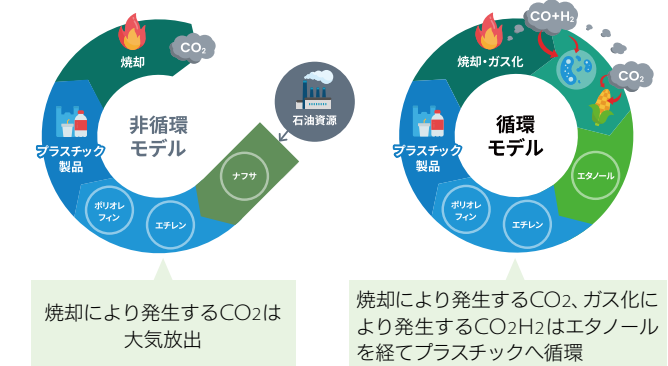 焼却
CO₂
石油資源
非循環
モデル
プラスチック
製品
ナフサ
ポリオレ
フィン
エチレン
焼却により発生するCO2は
大気放出
CO+H₂
焼却・ガス化
CO₂
循環
モデル
プラスチック
製品
エタノール
ポリオレ
フィン
エチレン
焼却により発生するCO2、ガス化に
より発生するCO2H2はエタノール
を経てプラスチックへ循環